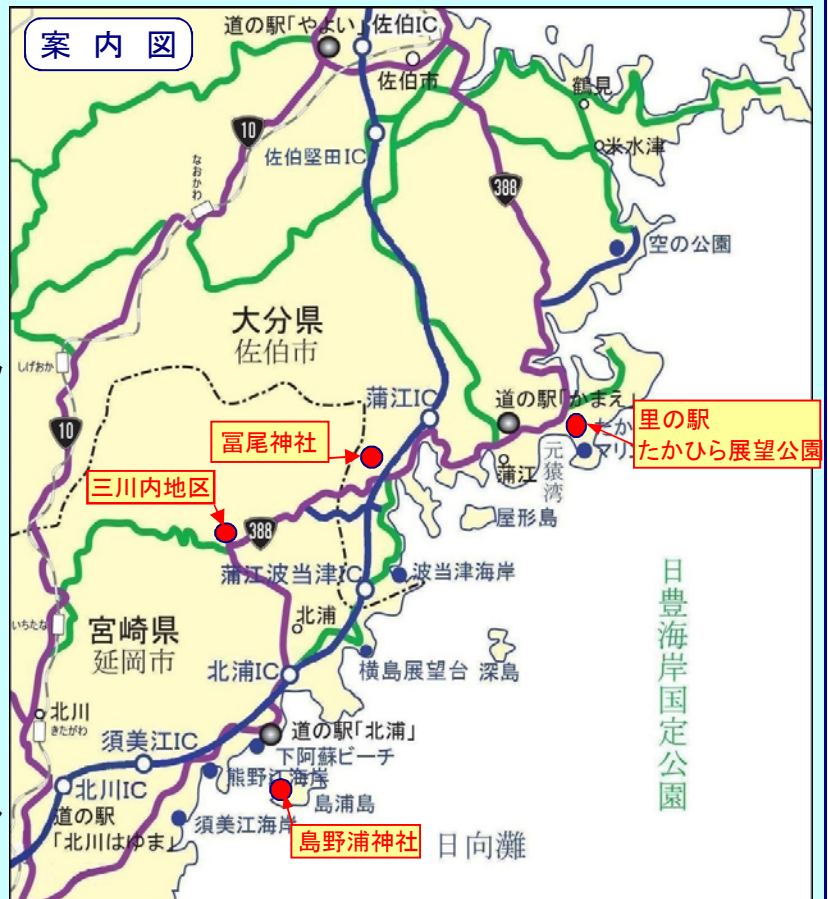 案内図
道の駅「やよい」
佐伯IC
佐伯市
鶴見
10
佐伯堅田IC
米水津
なおかわ
388
空の公園
大分県
佐伯市
しげおか
蒲江IC
道の駅「かまえ」
10
冨尾神社
里の駅
たかひら展望公園
たか
マリ
蒲江
元猿湾
三川内地区
屋形島
388
蒲江波当津IC
波当津海岸
日豊海岸国定公園
北浦
いちたな
宮崎県
延岡市
北浦IC
横島展望台
深島
北川
きたがわ
道の駅「北浦」
須美江IC
下阿蘇ビーチ
熊野江海岸
北川IC
島浦島
道の駅
「北川はゆま」
須美江海岸
島野浦神社
日向灘